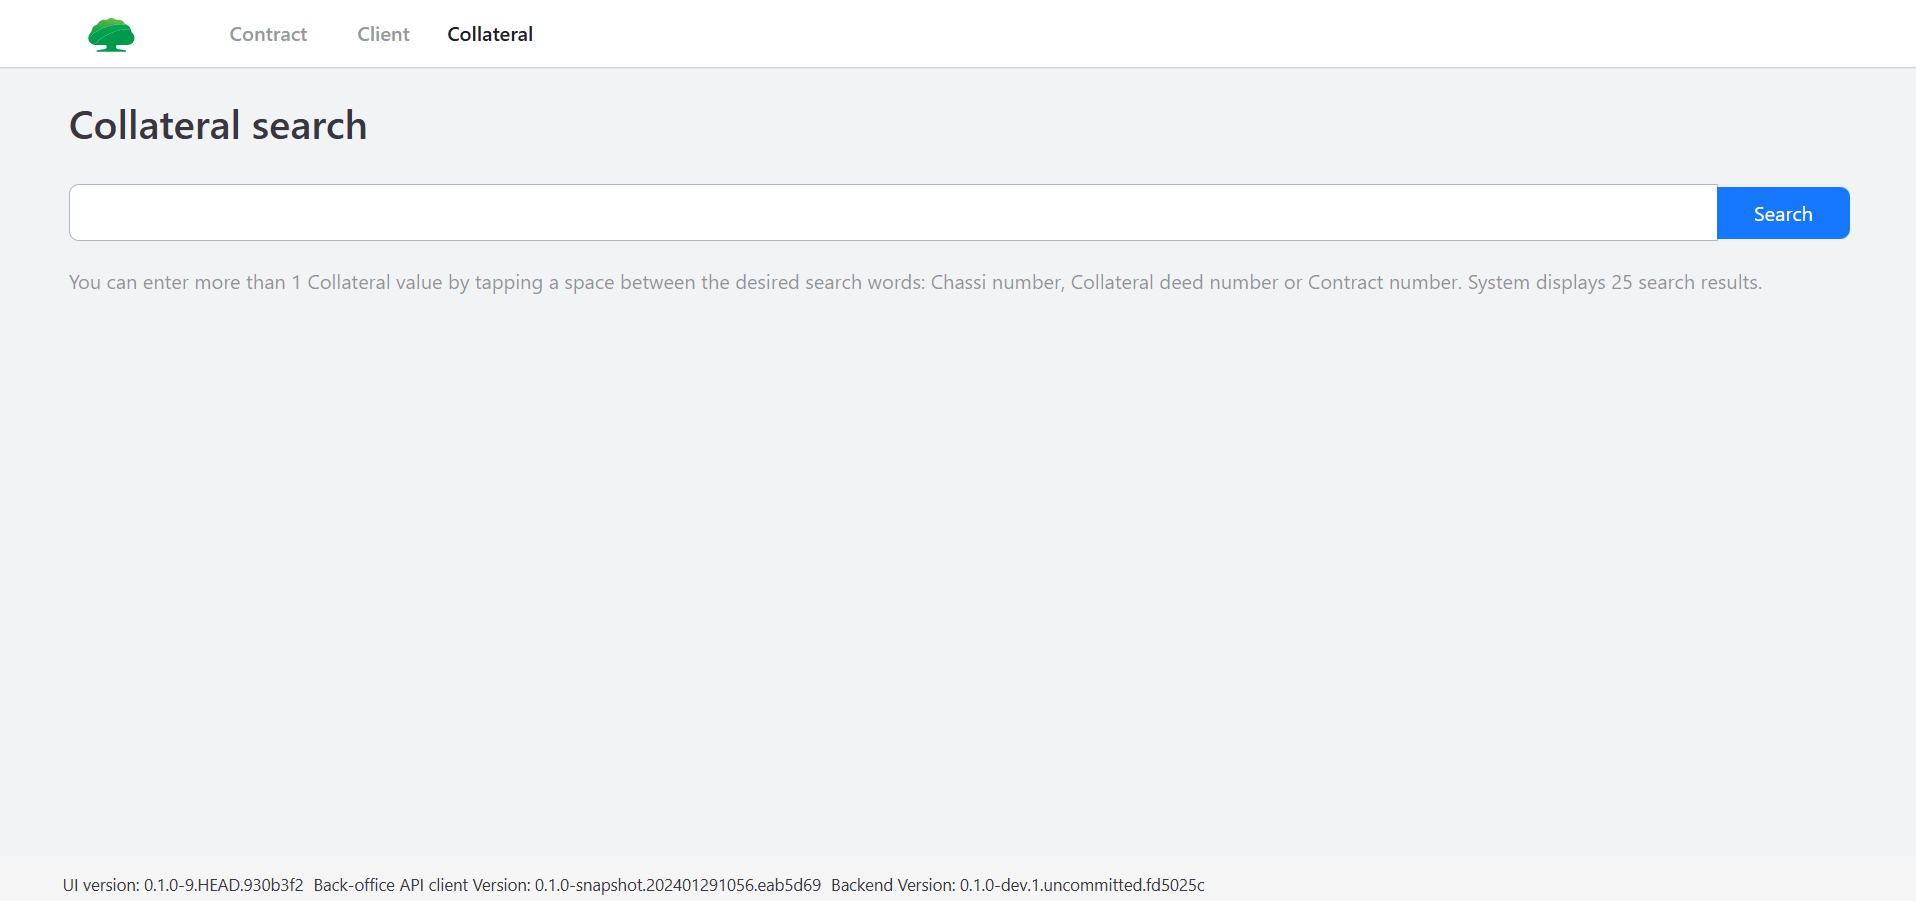 Contract Client Collateral
Collateral search
Search
You can enter more than 1 Collateral value by tapping a space between the desired search words: Chassi number, Collateral deed number or Contract number. System displays 25 search results.
UI version: 0.1.0-9.HEAD.930b3f2 Back-office API client Version: 0.1.0-snapshot.202401291056.eab5d69 Backend Version: 0.1.0-dev.1.uncommitted.fd5025c